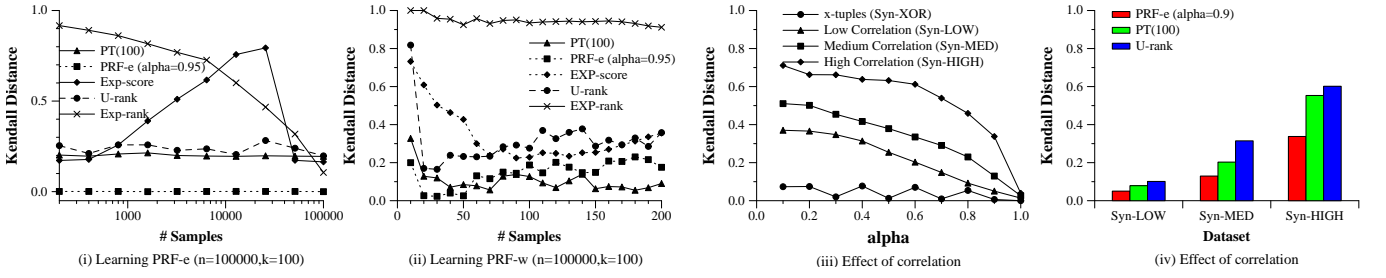 1.0
0.5
0.0
Kendall Distance
PT(100)
PRF-e (alpha=0.95)
Exp-score
U-rank
Exp-rank
1000
10000
100000
# Samples
(i) Learning PRF-e (n=100000,k=100)
1.0
0.8
0.6
0.4
0.2
0.0
Kendall Distance
PT(100)
PRF-e (alpha=0.95)
EXP-score
U-rank
EXP-rank
0
50
100
150
200
# Samples
(ii) Learning PRF-w (n=100000,k=100)
1.0
0.8
0.6
0.4
0.2
0.0
Kendall Distance
x-tuples (Syn-XOR)
Low Correlation (Syn-LOW)
Medium Correlation (Syn-MED)
High Correlation (Syn-HIGH)
0.0
0.2
0.4
0.6
0.8
1.0
alpha
(iii) Effect of correlation
1.0
0.8
0.6
0.4
0.2
0.0
Kendall Distance
PRF-e (alpha=0.9)
PT(100)
U-rank
Syn-LOW
Syn-MED
Syn-HIGH
Dataset
(iv) Effect of correlation